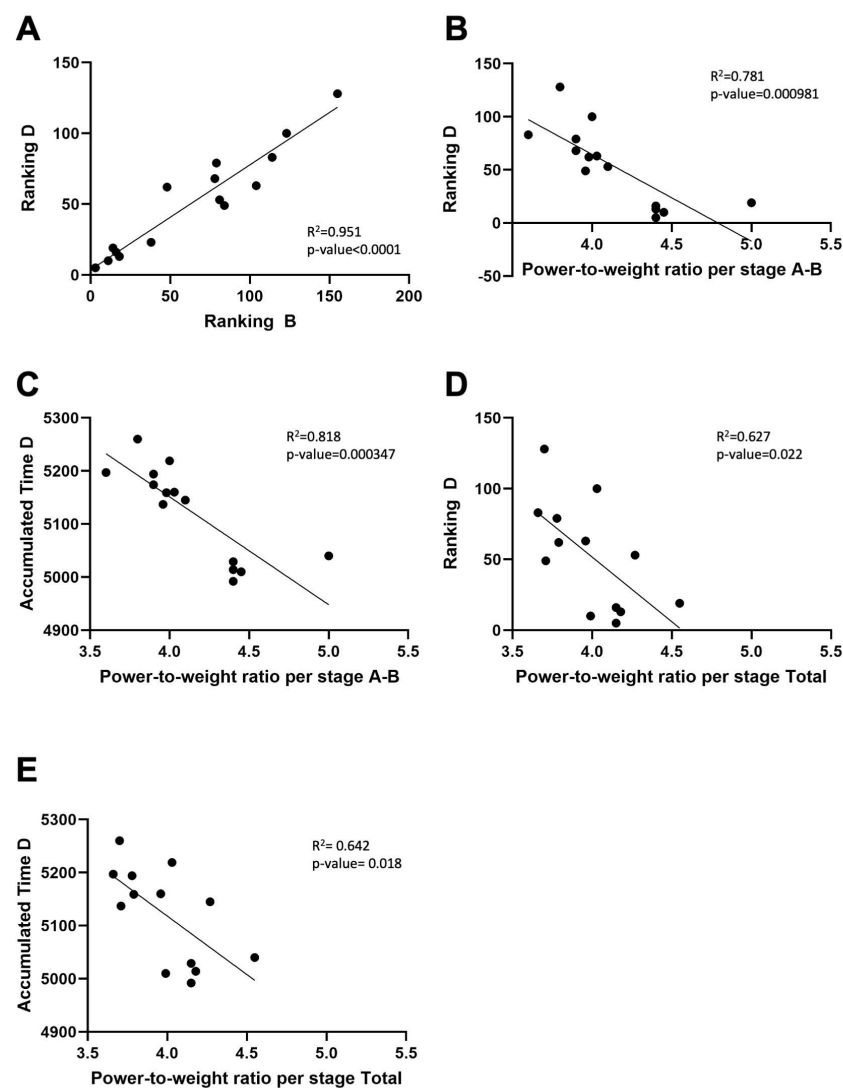 A
150
100
50
0
0 50 100 150 200
Ranking D
Ranking B
R²=0.951
p-value<0.0001
B
150
100
50
0
-50
4.0 4.5 5.0 5.5
Ranking D
Power-to-weight ratio per stage A-B
R²=0.781
p-value=0.000981
C
5300
5200
5100
5000
4900
3.5 4.0 4.5 5.0 5.5
Accumulated Time D
Power-to-weight ratio per stage A-B
R²=0.818
p-value=0.000347
D
150
100
50
0
3.5 4.0 4.5 5.0 5.5
Ranking D
Power-to-weight ratio per stage Total
R²=0.627
p-value=0.022
E
5300
5200
5100
5000
4900
3.5 4.0 4.5 5.0 5.5
Accumulated Time D
Power-to-weight ratio per stage Total
R²= 0.642
p-value= 0.018